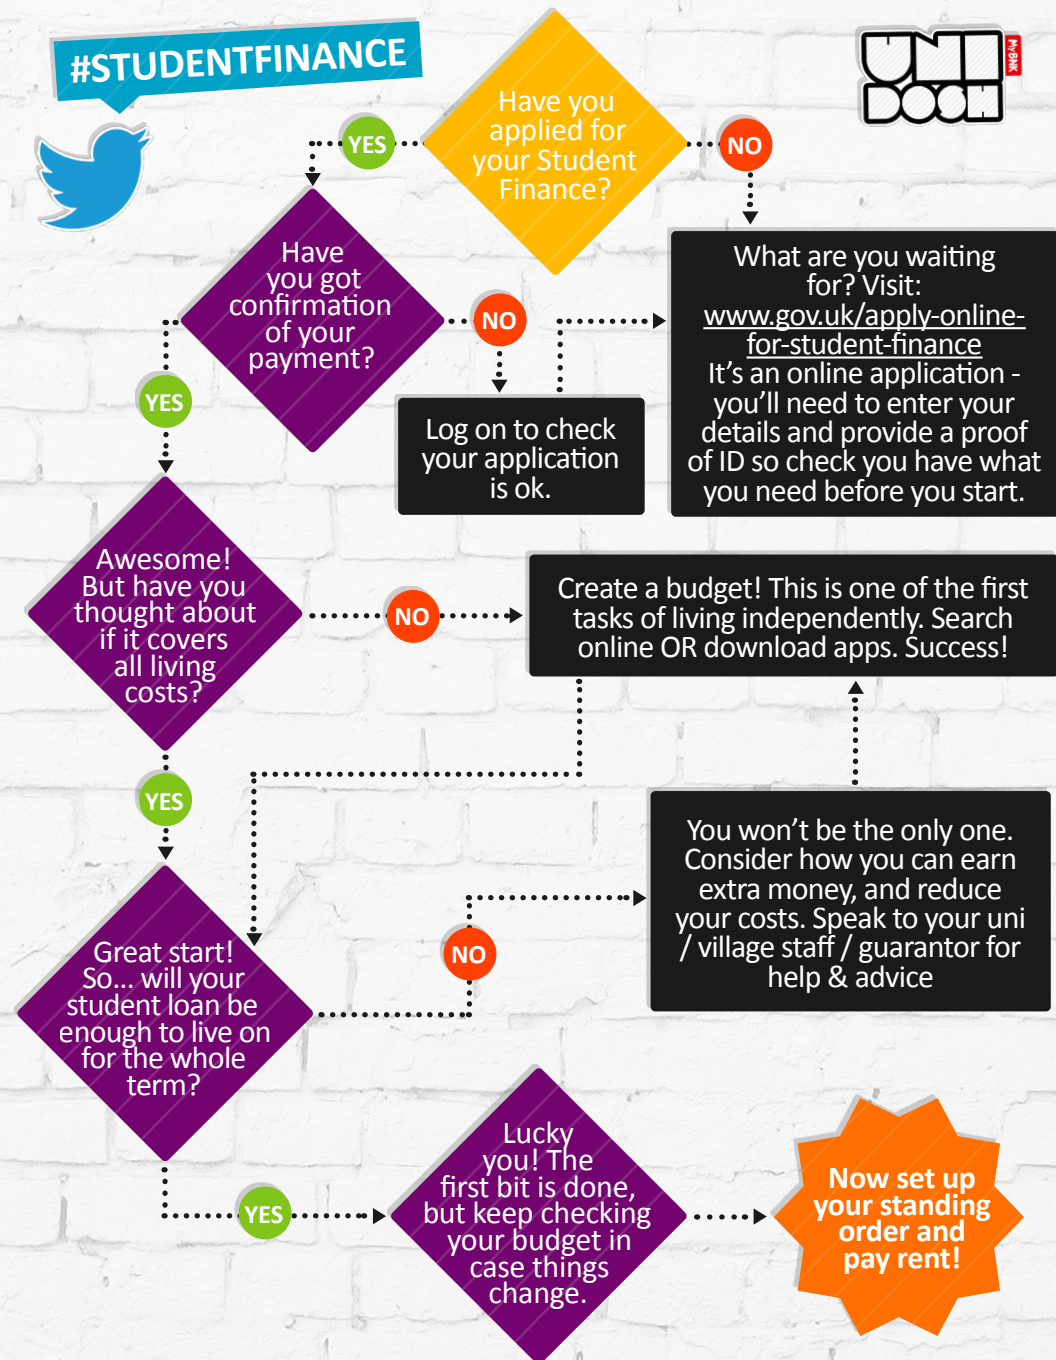 #STUDENTFINANCE
UNI
DOSH
MyBNK
Have you
applied for
your Student
Finance?
YES
NO
Have
you got
confirmation
of your
payment?
NO
YES
What are you waiting
for? Visit:
www.gov.uk/apply-online-
for-student-finance
It's an online application -
you'll need to enter your
details and provide a proof
of ID so check you have what
you need before you start.
Log on to check
your application
is ok.
Awesome!
But have you
thought about
if it covers
all living
costs?
NO
Create a budget! This is one of the first
tasks of living independently. Search
online OR download apps. Success!
YES
You won't be the only one.
Consider how you can earn
extra money, and reduce
your costs. Speak to your uni
/ village staff / guarantor for
help & advice
NO
Great start!
So... will your
student loan be
enough to live on
for the whole
term?
YES
Lucky
you! The
first bit is done,
but keep checking
your budget in
case things
change.
Now set up
your standing
order and
pay rent!